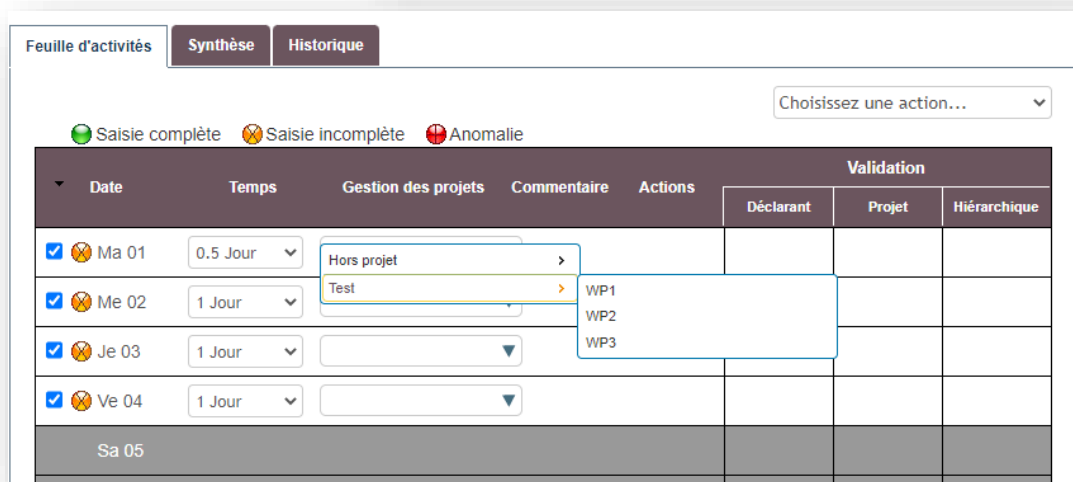 Feuille d'activités Synthèse Historique
Choisissez une action...
Saisie complète Saisie incomplète Anomalie
Date Temps Gestion des projets Commentaire Actions Validation
Déclarant Projet Hiérarchique
Ma 01 0.5 Jour
Hors projet
Test
WP1
WP2
WP3
Me 02 1 Jour
Je 03 1 Jour
Ve 04 1 Jour
Sa 05